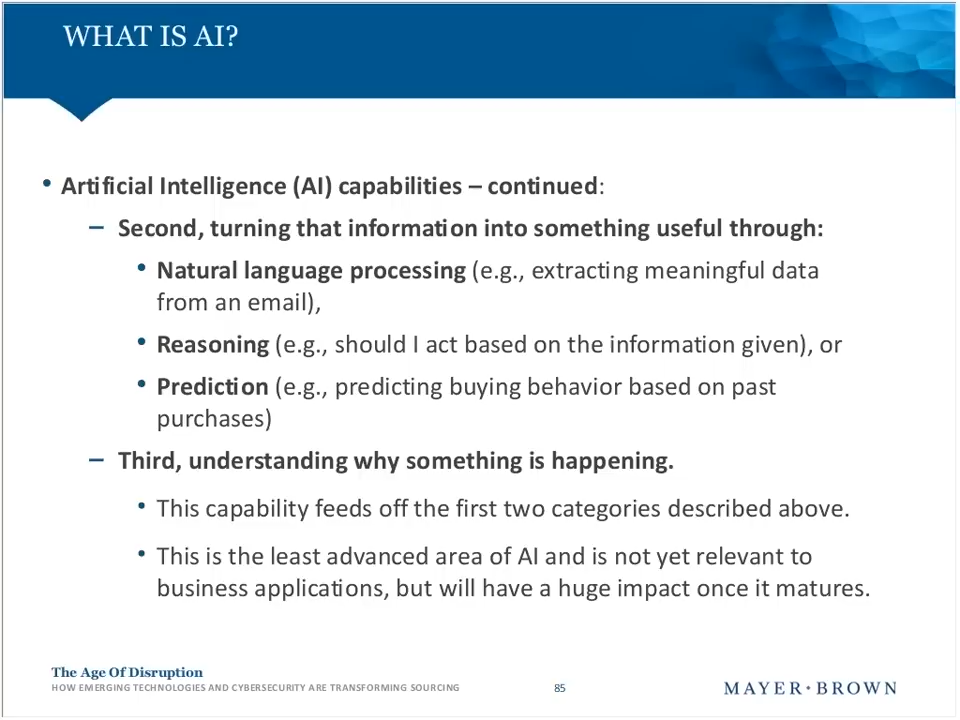 WHAT IS AI?
• Artificial Intelligence (AI) capabilities – continued:
– Second, turning that information into something useful through:
• Natural language processing (e.g., extracting meaningful data
from an email),
• Reasoning (e.g., should I act based on the information given), or
• Prediction (e.g., predicting buying behavior based on past
purchases)
– Third, understanding why something is happening.
• This capability feeds off the first two categories described above.
• This is the least advanced area of AI and is not yet relevant to
business applications, but will have a huge impact once it matures.
The Age Of Disruption
HOW EMERGING TECHNOLOGIES AND CYBERSECURITY ARE TRANSFORMING SOURCING
85
MAYER•BROWN